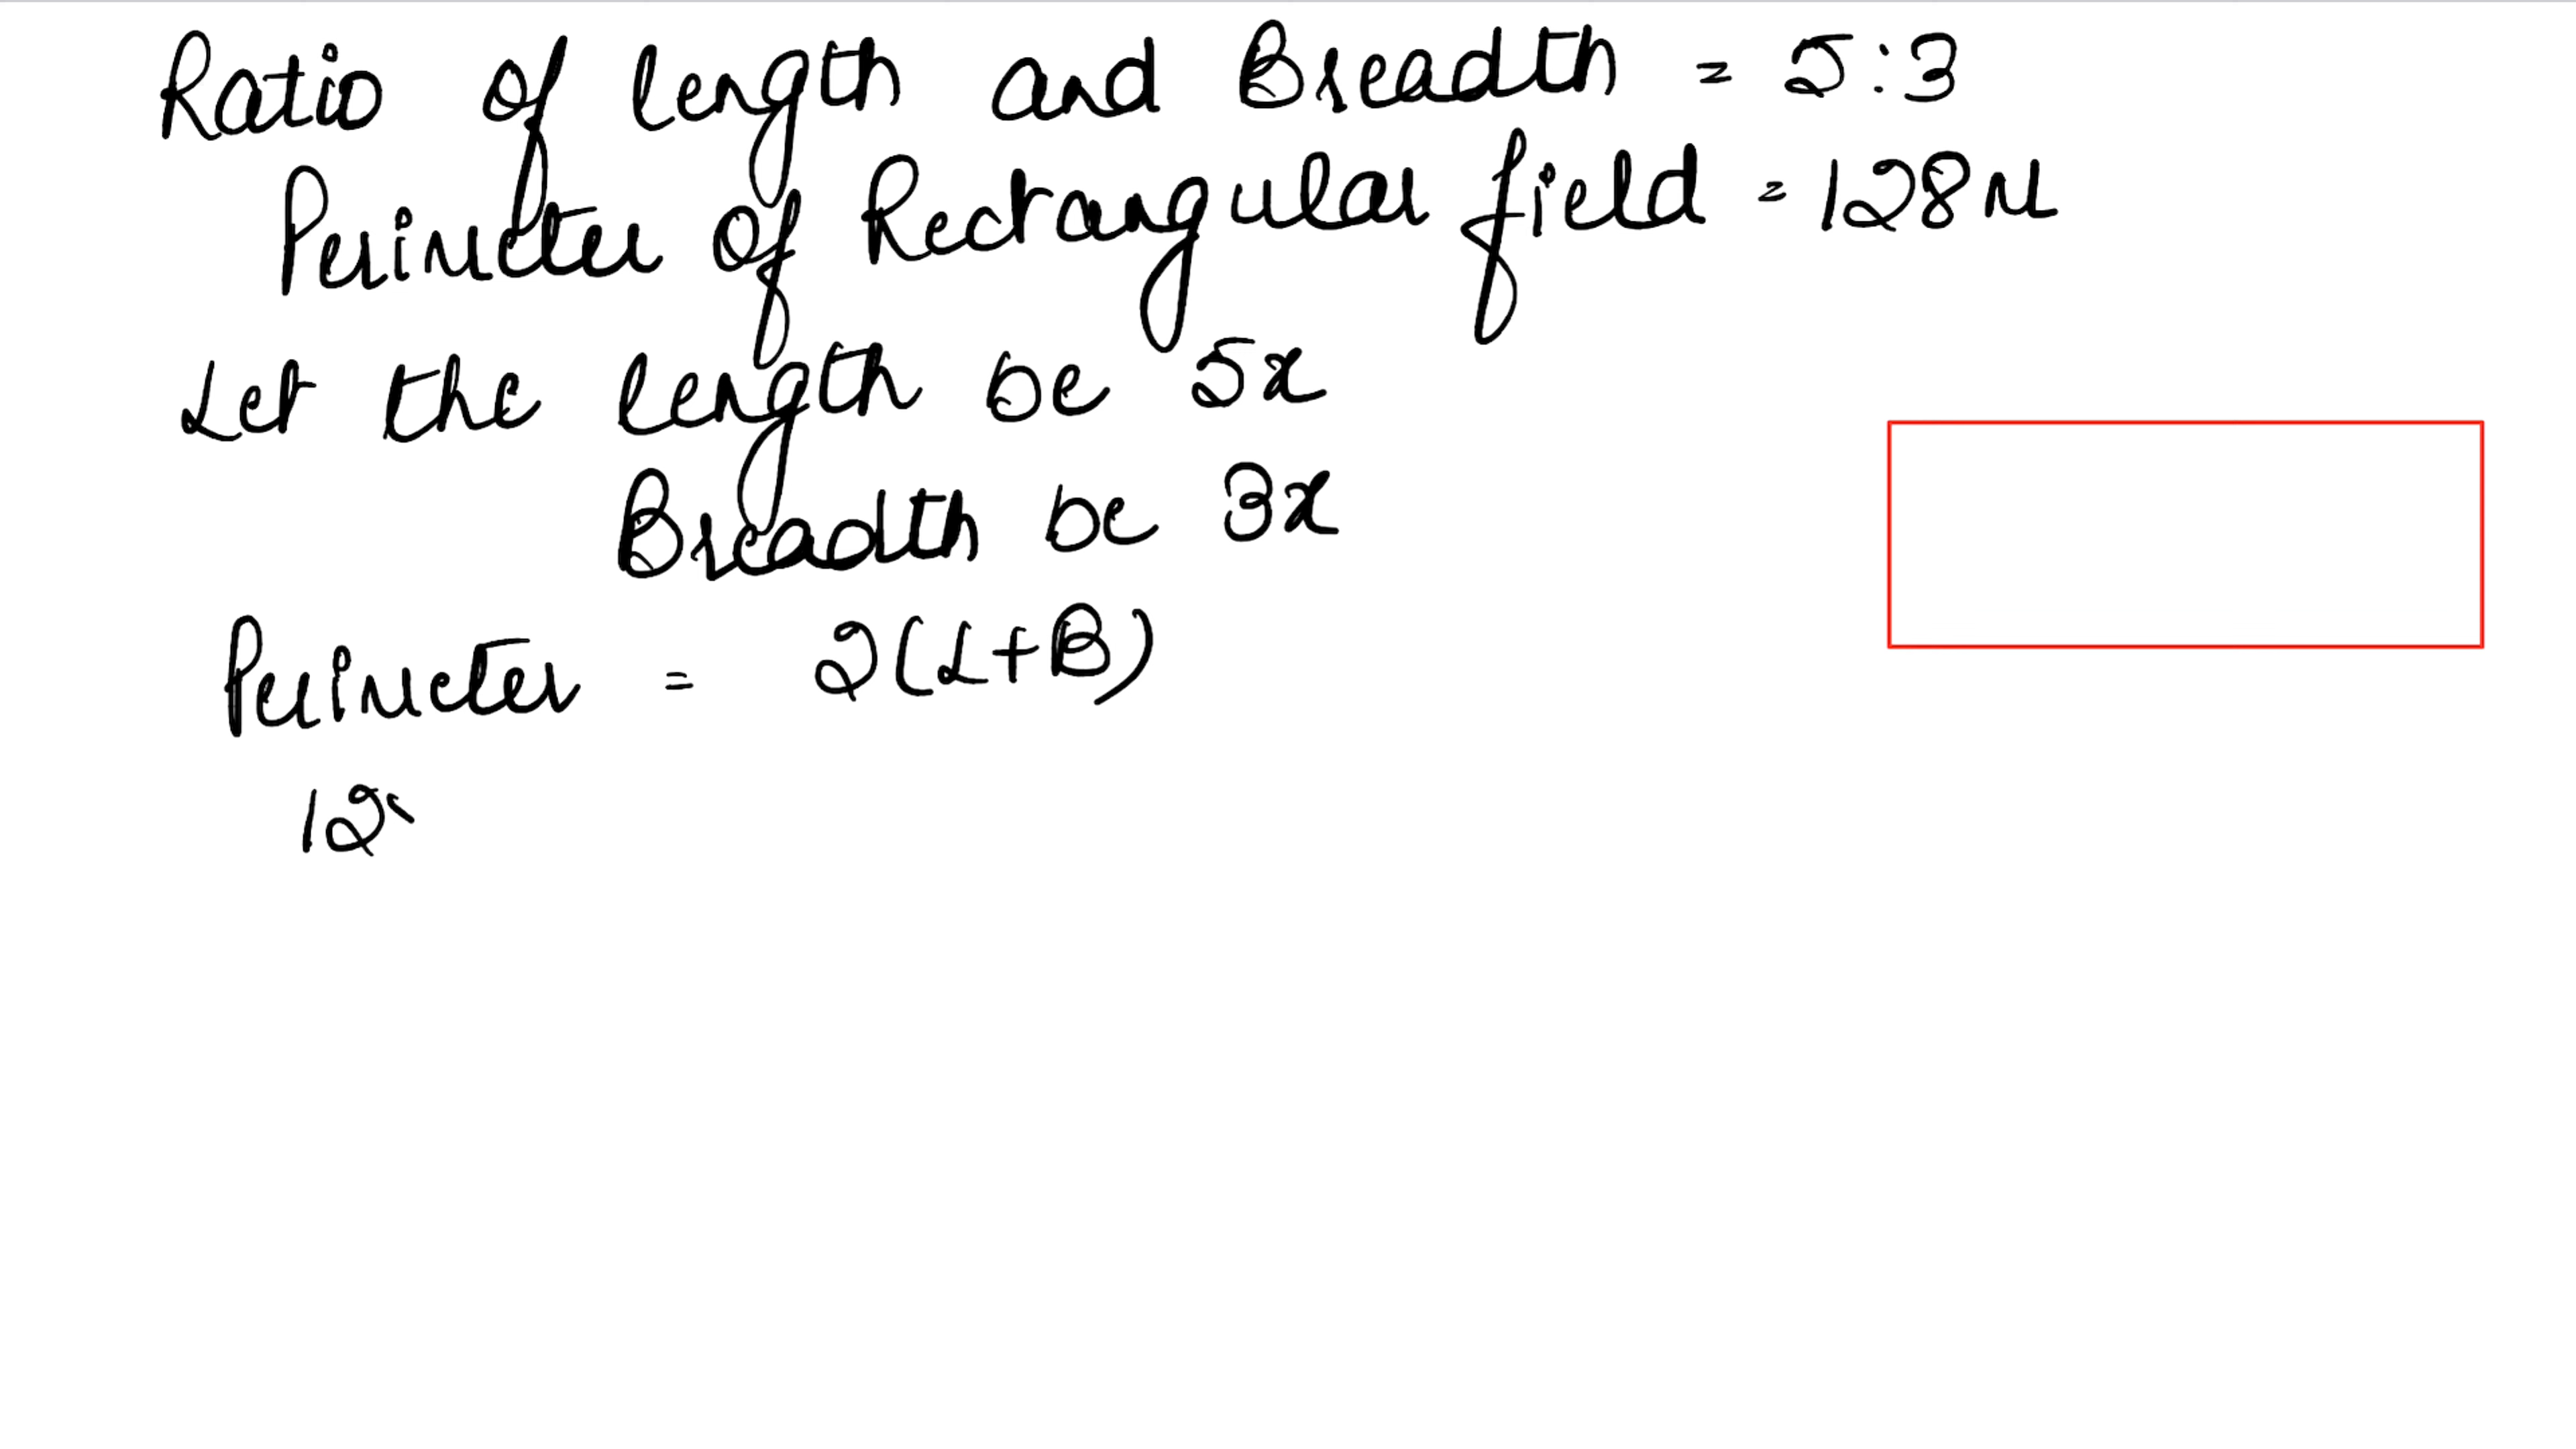 Ratio of length and Breadth = 5:3
Perimeter of Rectangular field = 128M
Let the length be 5x
Breadth be 3x
Perimeter = 2(L+B)
12